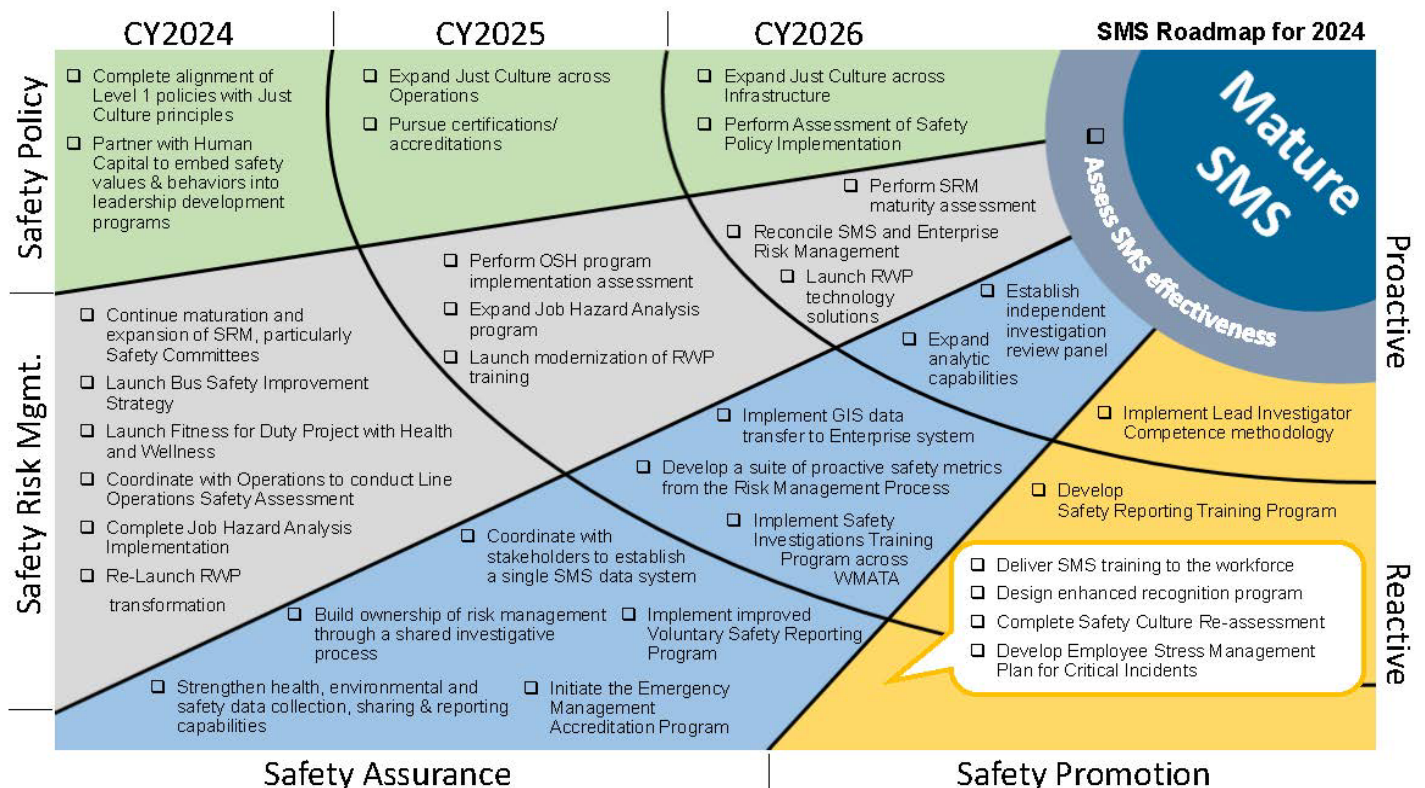 CY2024
CY2025
CY2026
SMS Roadmap for 2024
Safety Policy
Complete alignment of
Level 1 policies with Just
Culture principles
Partner with Human
Capital to embed safety
values & behaviors into
leadership development
programs
Expand Just Culture across
Operations
Pursue certifications/
accreditations
Expand Just Culture across
Infrastructure
Perform Assessment of Safety
Policy Implementation
Mature
SMS
Assess SMS effectiveness
Proactive
Reactive
Safety Risk Mgmt.
Continue maturation and
expansion of SRM, particularly
Safety Committees
Launch Bus Safety Improvement
Strategy
Launch Fitness for Duty Project with Health
and Wellness
Coordinate with Operations to conduct Line
Operations Safety Assessment
Complete Job Hazard Analysis
Implementation
Re-Launch RWP
transformation
Perform OSH program
implementation assessment
Expand Job Hazard Analysis
program
Launch modernization of RWP
training
Perform SRM
maturity assessment
Reconcile SMS and Enterprise
Risk Management
Launch RWP
technology
solutions
Establish
independent
investigation
review panel
Expand
analytic
capabilities
Implement GIS data
transfer to Enterprise system
Develop a suite of proactive safety metrics
from the Risk Management Process
Implement Safety
Investigations Training
Program across
WMATA
Coordinate with
stakeholders to establish
a single SMS data system
Build ownership of risk management
through a shared investigative
process
Implement improved
Voluntary Safety Reporting
Program
Strengthen health, environmental and
safety data collection, sharing & reporting
capabilities
Initiate the Emergency
Management
Accreditation Program
Implement Lead Investigator
Competence methodology
Develop
Safety Reporting Training Program
Deliver SMS training to the workforce
Design enhanced recognition program
Complete Safety Culture Re-assessment
Develop Employee Stress Management
Plan for Critical Incidents
Safety Assurance
Safety Promotion